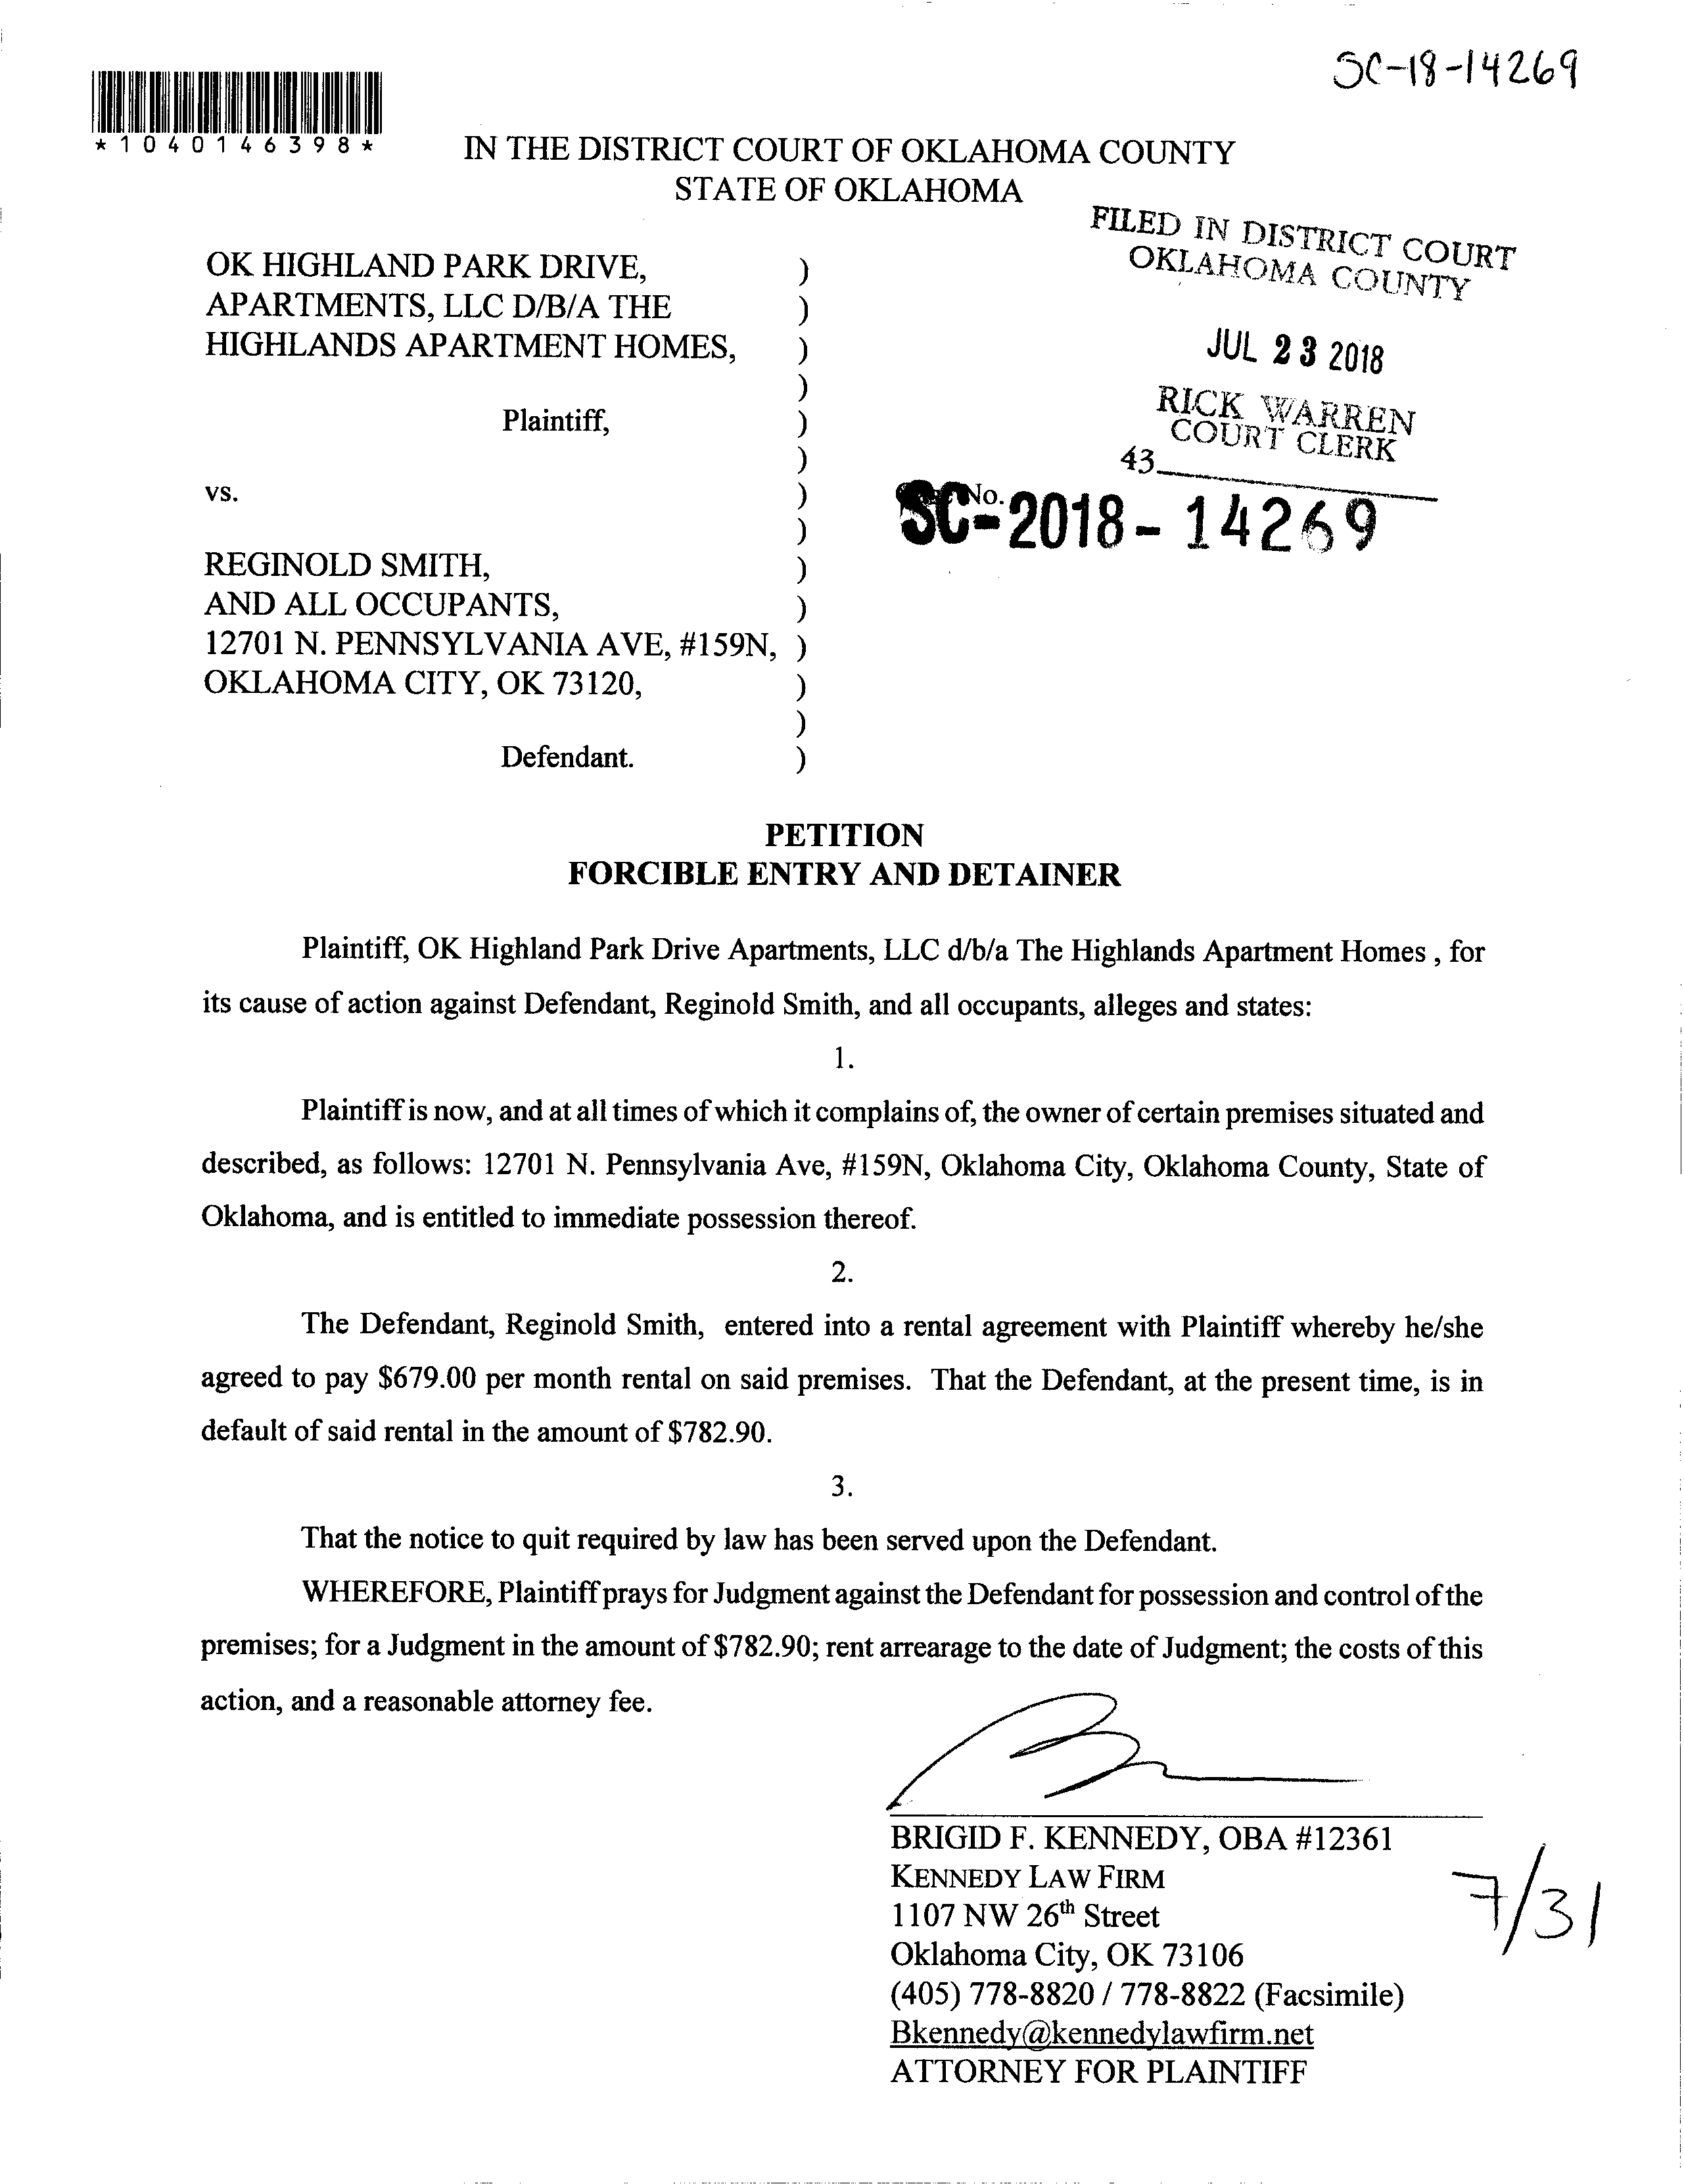 SC-18-14269
*1040146398*
IN THE DISTRICT COURT OF OKLAHOMA COUNTY
STATE OF OKLAHOMA
FILED IN DISTRICT COURT
OKLAHOMA COUNTY
JUL 23 2018
RICK WARREN
COURT CLERK
43
OK HIGHLAND PARK DRIVE, )
APARTMENTS, LLC D/B/A THE )
HIGHLANDS APARTMENT HOMES, )
)
Plaintiff, )
)
vs. )
No.
SC-2018-14269
)
REGINOLD SMITH, )
AND ALL OCCUPANTS, )
12701 N. PENNSYLVANIA AVE, #159N, )
OKLAHOMA CITY, OK 73120, )
)
Defendant. )
PETITION
FORCIBLE ENTRY AND DETAINER
Plaintiff, OK Highland Park Drive Apartments, LLC d/b/a The Highlands Apartment Homes , for
its cause of action against Defendant, Reginold Smith, and all occupants, alleges and states:
1.
Plaintiff is now, and at all times of which it complains of, the owner of certain premises situated and
described, as follows: 12701 N. Pennsylvania Ave, #159N, Oklahoma City, Oklahoma County, State of
Oklahoma, and is entitled to immediate possession thereof.
2.
The Defendant, Reginold Smith, entered into a rental agreement with Plaintiff whereby he/she
agreed to pay $679.00 per month rental on said premises. That the Defendant, at the present time, is in
default of said rental in the amount of $782.90.
3.
That the notice to quit required by law has been served upon the Defendant.
WHEREFORE, Plaintiff prays for Judgment against the Defendant for possession and control of the
premises; for a Judgment in the amount of $782.90; rent arrearage to the date of Judgment; the costs of this
action, and a reasonable attorney fee.
BRIGID F. KENNEDY, OBA #12361
KENNEDY LAW FIRM
1107 NW 26th Street
Oklahoma City, OK 73106
(405) 778-8820 / 778-8822 (Facsimile)
Bkennedy@kennedylawfirm.net
ATTORNEY FOR PLAINTIFF
7/31